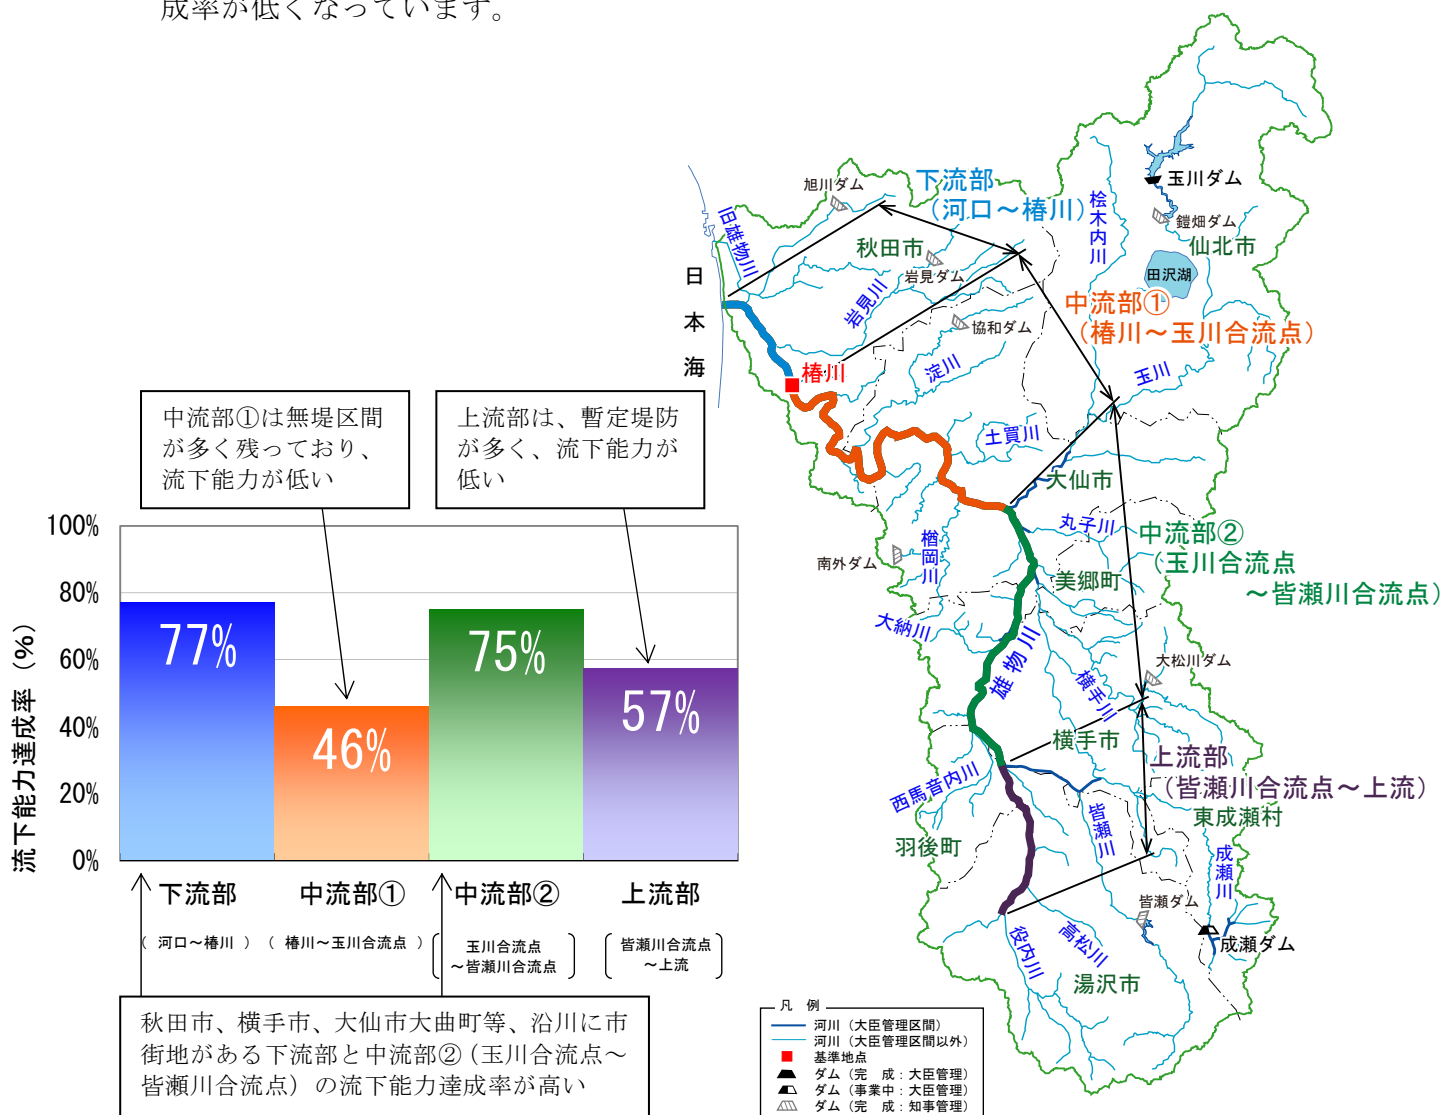 成率が低くなっています。
中流部①は無堤区間
が多く残っており、
流下能力が低い
上流部は、暫定堤防
が多く、流下能力が
低い
流下能力達成率（%）
100%
80%
60%
40%
20%
0%
77%
46%
75%
57%
下流部
中流部①
中流部②
上流部
（ 河口～椿川 ）
（ 椿川～玉川合流点 ）
玉川合流点
～皆瀬川合流点
皆瀬川合流点
～上流
秋田市、横手市、大仙市大曲町等、沿川に市
街地がある下流部と中流部②（玉川合流点～
皆瀬川合流点）の流下能力達成率が高い
日本海
旧雄物川
旭川ダム
下流部
（河口～椿川）
秋田市
岩見ダム
岩見川
協和ダム
淀川
椿川
桧木内川
玉川ダム
鎧畑ダム
仙北市
田沢湖
中流部①
（椿川～玉川合流点）
玉川
土買川
大仙市
丸子川
中流部②
（玉川合流点
～皆瀬川合流点）
楢岡川
南外ダム
美郷町
大納川
雄物川
大松川ダム
横手川
横手市
上流部
（皆瀬川合流点～上流）
西馬音内川
羽後町
皆瀬川
東成瀬村
成瀬川
皆瀬ダム
成瀬ダム
役内川
高松川
湯沢市
凡 例
河川（大臣管理区間）
河川（大臣管理区間以外）
基準地点
ダム（完 成：大臣管理）
ダム（事業中：大臣管理）
ダム（完 成：知事管理）